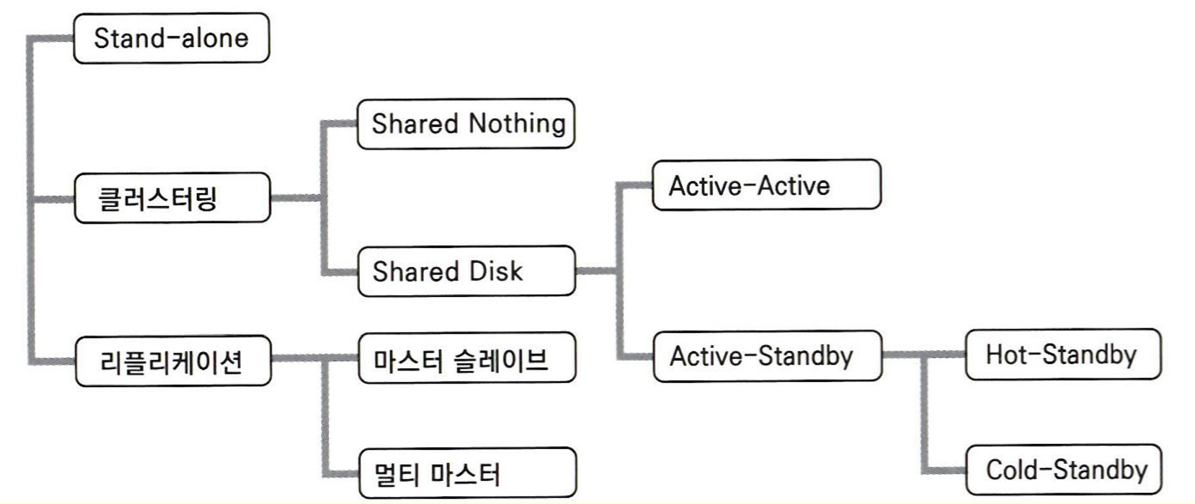 Stand-alone
클러스터링
Shared Nothing
Shared Disk
Active-Active
Active-Standby
Hot-Standby
Cold-Standby
리플리케이션
마스터 슬레이브
멀티 마스터